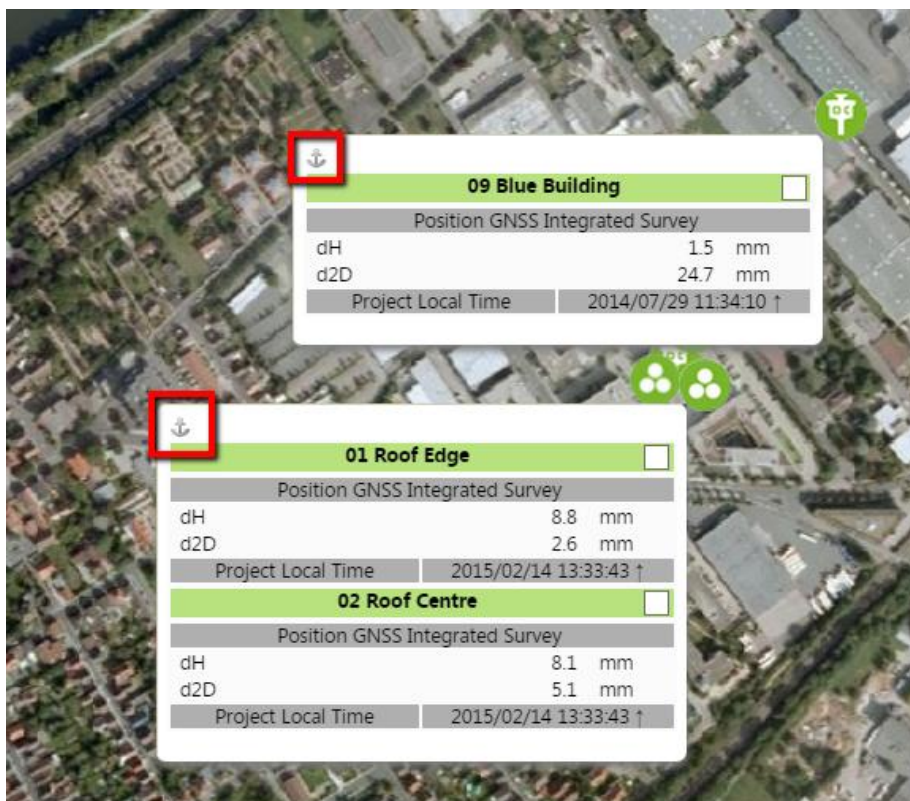 09 Blue Building
Position GNSS Integrated Survey
dH 1.5 mm
d2D 24.7 mm
Project Local Time 2014/07/29 11:34:10 ↑
01 Roof Edge
Position GNSS Integrated Survey
dH 8.8 mm
d2D 2.6 mm
Project Local Time 2015/02/14 13:33:43 ↑
02 Roof Centre
Position GNSS Integrated Survey
dH 8.1 mm
d2D 5.1 mm
Project Local Time 2015/02/14 13:33:43 ↑